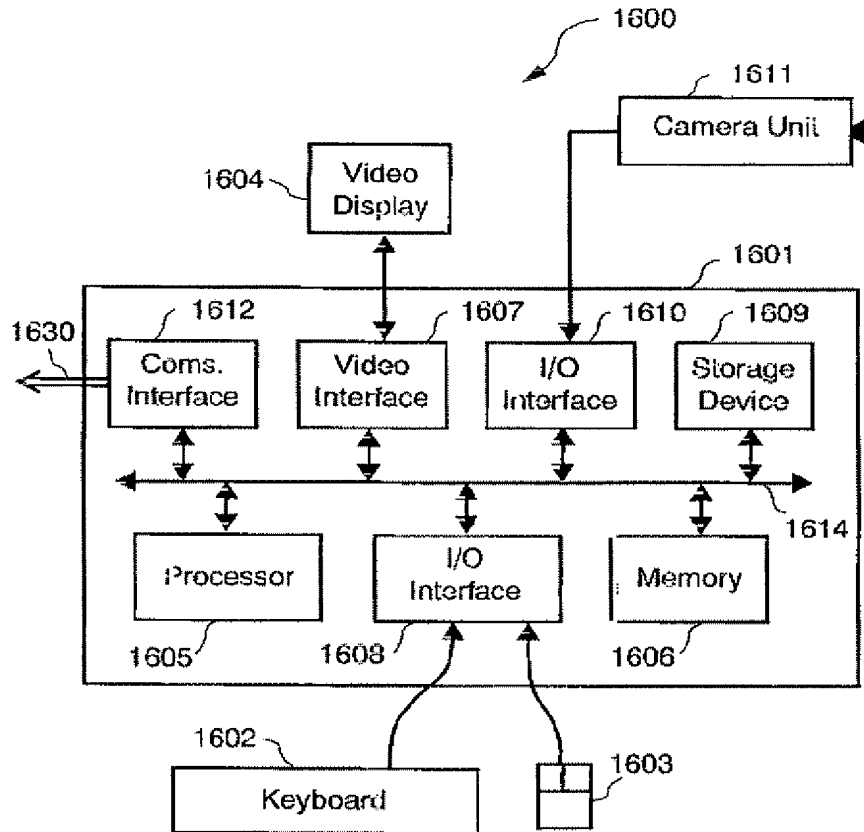 1600
1611
Camera Unit
1604
Video
Display
1601
1612
1607
1610
1609
1630
Coms.
Interface
Video
Interface
I/O
Interface
Storage
Device
1614
Processor
I/O
Interface
Memory
1605
1608
1606
1602
Keyboard
1603